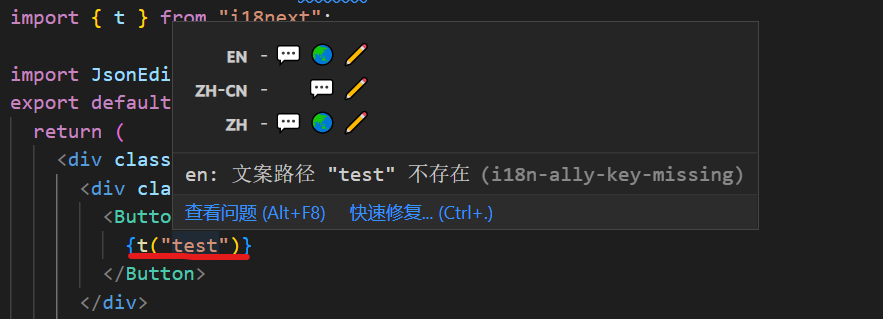 import { t } from "i18next";
EN -
ZH-CN -
ZH -
import JsonEdi
export default
return (
<div class
<div cla
<Butto
en: 文案路径 "test" 不存在 (i18n-ally-key-missing)
查看问题 (Alt+F8) 快速修复... (Ctrl+.)
{t("test")}
</Button>
</div>